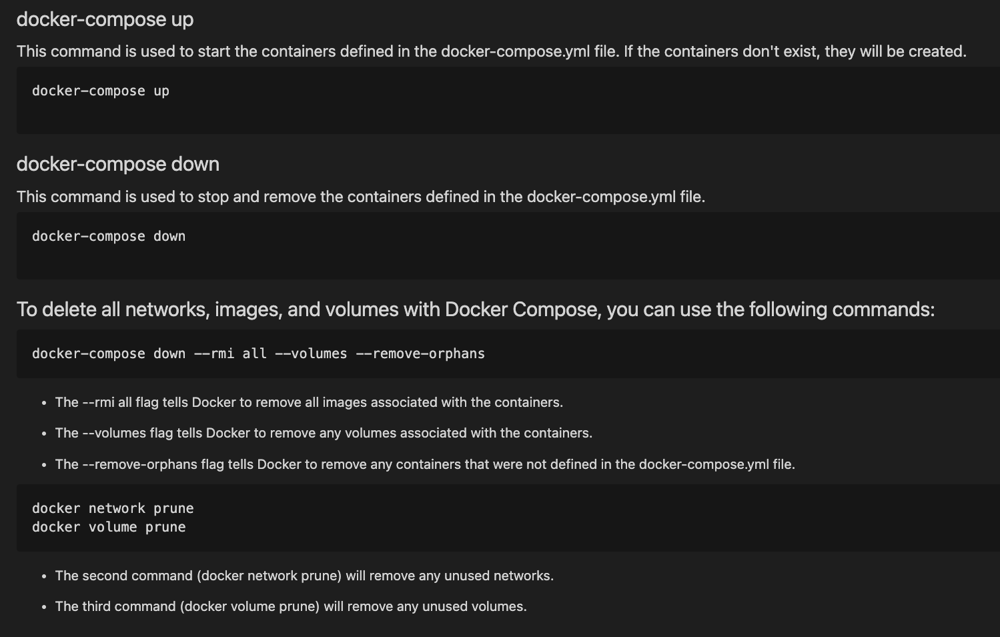 docker-compose up
This command is used to start the containers defined in the docker-compose.yml file. If the containers don't exist, they will be created.
docker-compose up
docker-compose down
This command is used to stop and remove the containers defined in the docker-compose.yml file.
docker-compose down
To delete all networks, images, and volumes with Docker Compose, you can use the following commands:
docker-compose down --rmi all --volumes --remove-orphans
• The --rmi all flag tells Docker to remove all images associated with the containers.
• The --volumes flag tells Docker to remove any volumes associated with the containers.
• The --remove-orphans flag tells Docker to remove any containers that were not defined in the docker-compose.yml file.
docker network prune
docker volume prune
• The second command (docker network prune) will remove any unused networks.
• The third command (docker volume prune) will remove any unused volumes.